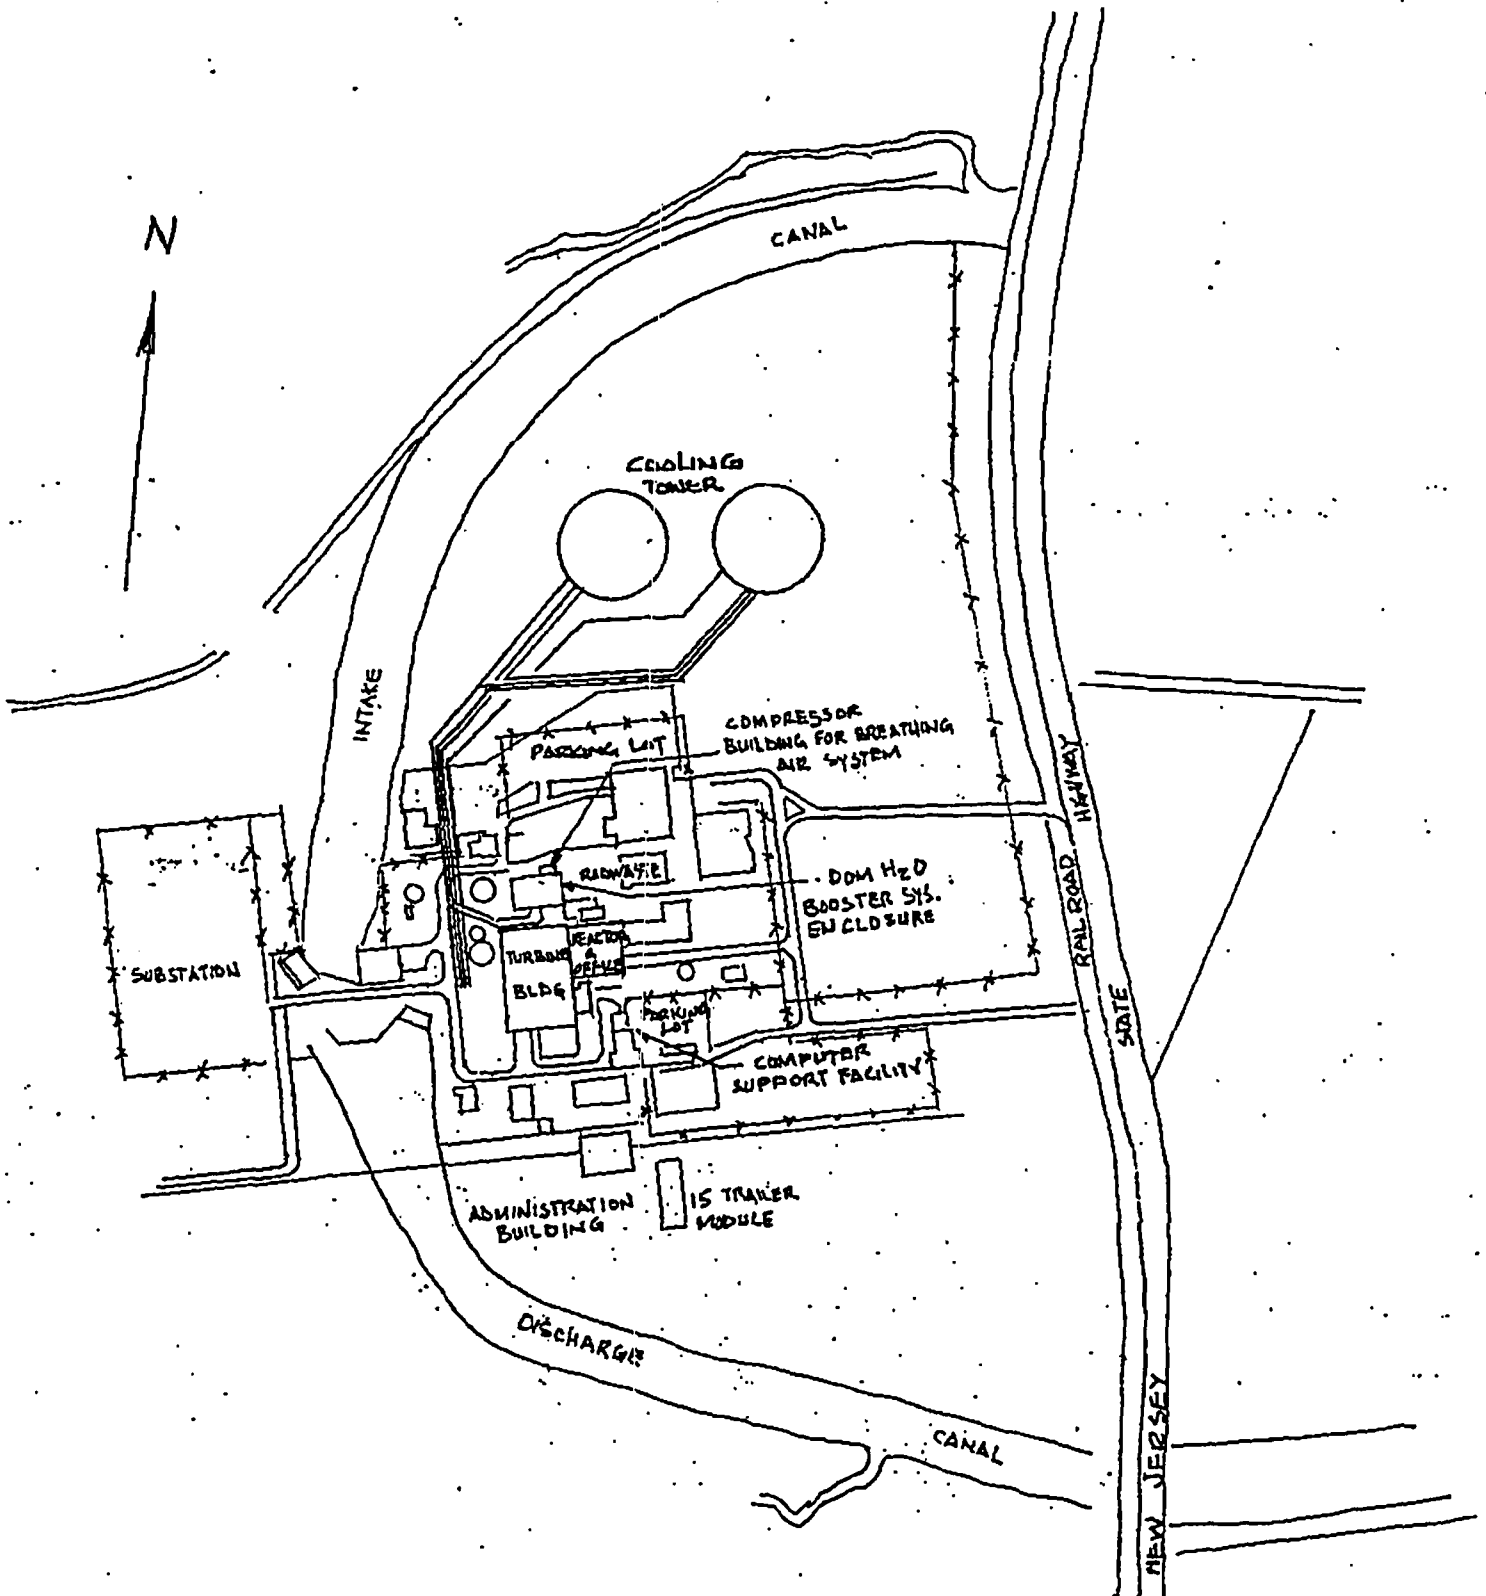 N
CANAL
COOLING
TOWER
INTAKE
COMPRESSOR
BUILDING FOR BREATHING
AIR SYSTEM
PARKING LOT
RAILROAD
HIGHWAY
RADWASTE
DOM H2O
BOOSTER SYS.
ENCLOSURE
SUBSTATION
TURBINE
BLDG
REACTOR
&
OFFICE
PARKING
LOT
STATE
COMPUTER
SUPPORT FACILITY
ADMINISTRATION
BUILDING
15 TRAILER
MODULE
DISCHARGE
CANAL
NEW JERSEY